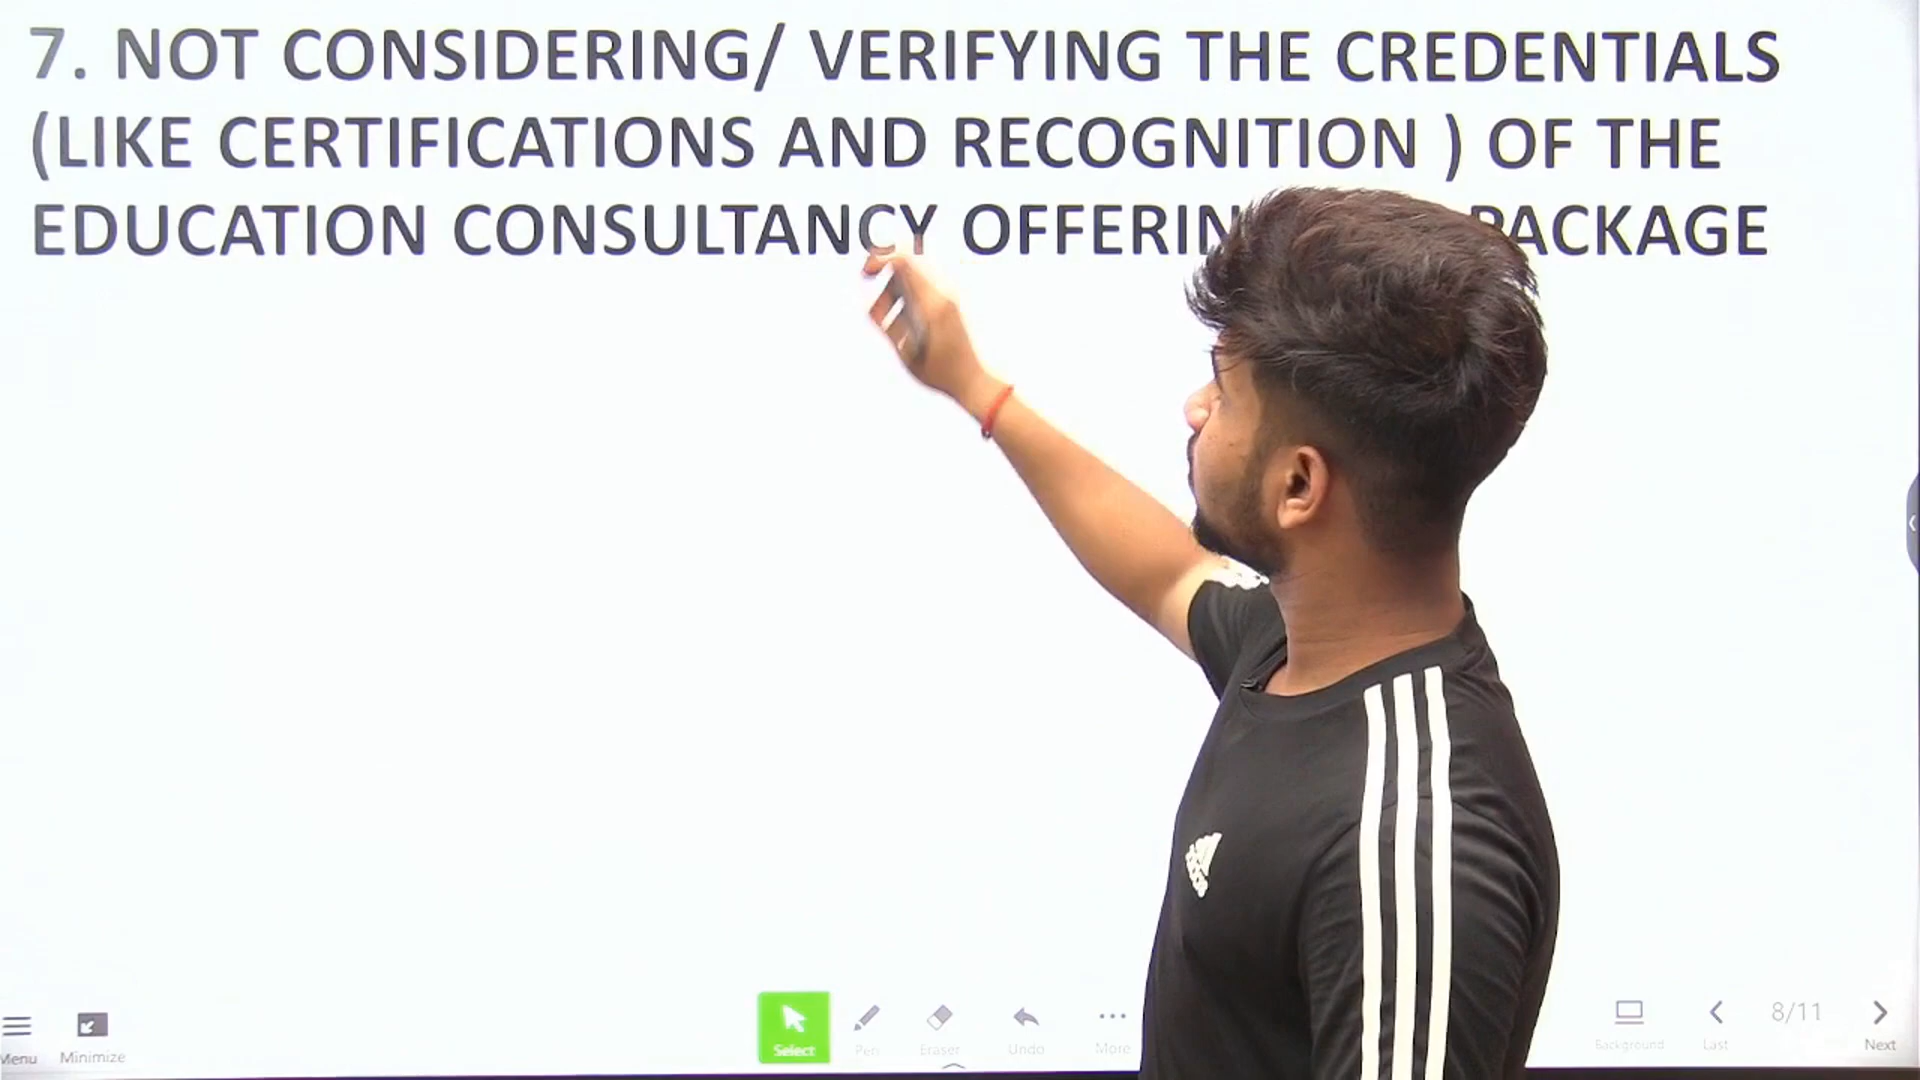 7. NOT CONSIDERING/ VERIFYING THE CREDENTIALS
(LIKE CERTIFICATIONS AND RECOGNITION ) OF THE
EDUCATION CONSULTANCY PACKAGE
Menu
Minimize
Select
Pen
Eraser
Undo
More
Background
Last
8/11
Next